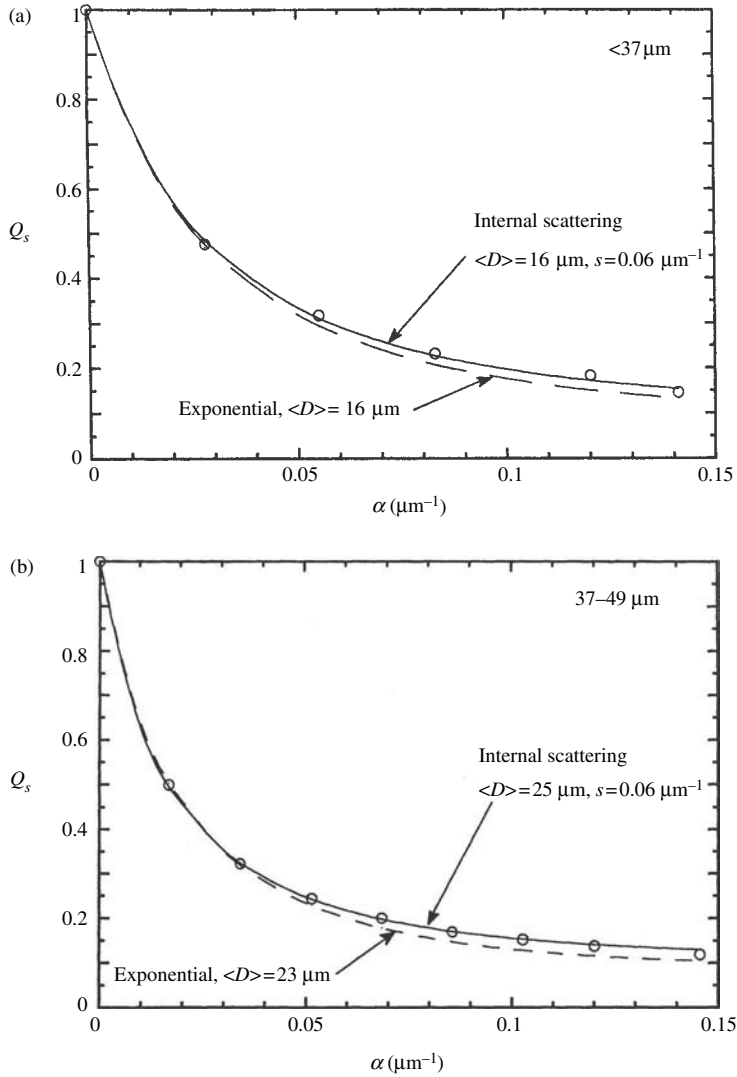 (a)
1
0.8
0.6
0.4
0.2
0
Q_s
<37 μm
Internal scattering
<D>=16 μm, s=0.06 μm⁻¹
Exponential, <D>= 16 μm
0
0.05
0.1
0.15
α (μm⁻¹)
(b)
1
0.8
0.6
0.4
0.2
0
Q_s
37–49 μm
Internal scattering
<D>=25 μm, s=0.06 μm⁻¹
Exponential, <D>=23 μm
0
0.05
0.1
0.15
α (μm⁻¹)